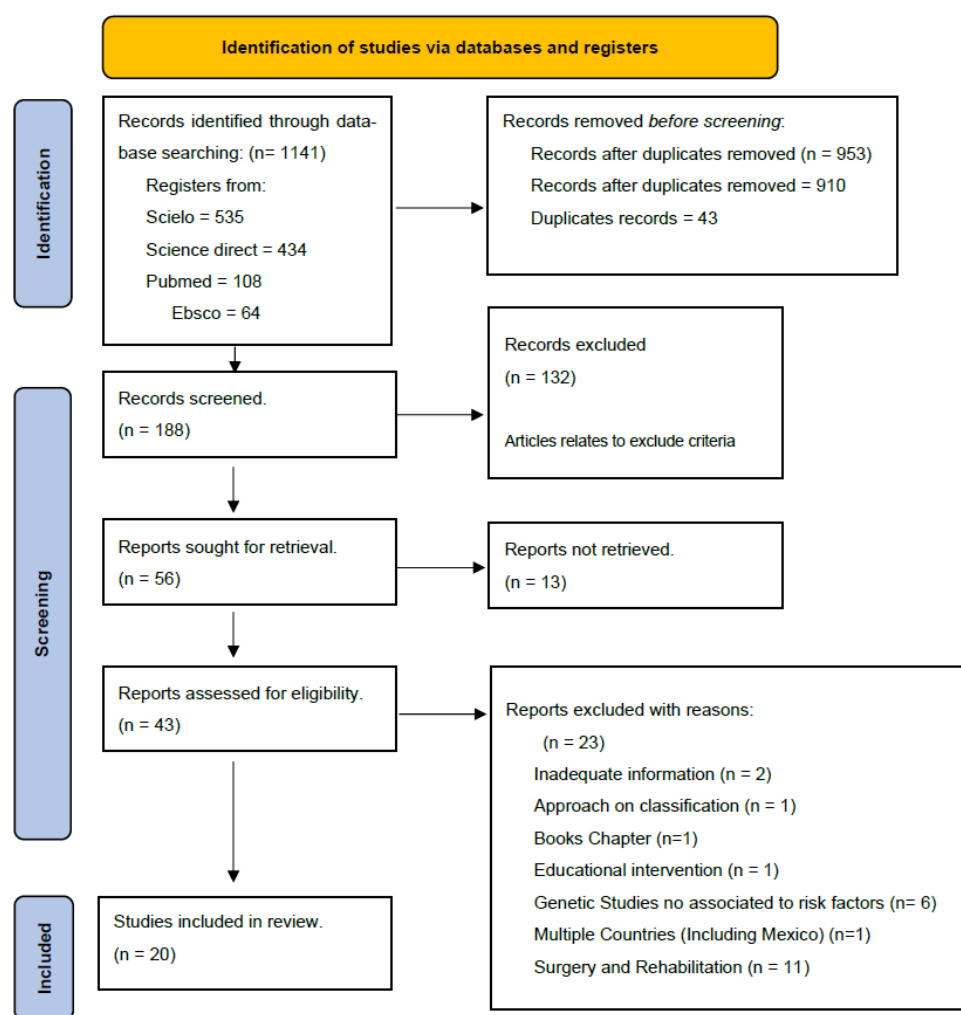 Identification of studies via databases and registers
Identification
Records identified through data-
base searching: (n= 1141)
Registers from:
Scielo = 535
Science direct = 434
Pubmed = 108
Ebsco = 64
Records removed before screening:
Records after duplicates removed (n = 953)
Records after duplicates removed = 910
Duplicates records = 43
Screening
Records screened.
(n = 188)
Records excluded
(n = 132)
Articles relates to exclude criteria
Reports sought for retrieval.
(n = 56)
Reports not retrieved.
(n = 13)
Reports assessed for eligibility.
(n = 43)
Reports excluded with reasons:
(n = 23)
Inadequate information (n = 2)
Approach on classification (n = 1)
Books Chapter (n=1)
Educational intervention (n = 1)
Genetic Studies no associated to risk factors (n= 6)
Multiple Countries (Including Mexico) (n=1)
Surgery and Rehabilitation (n = 11)
Included
Studies included in review.
(n = 20)